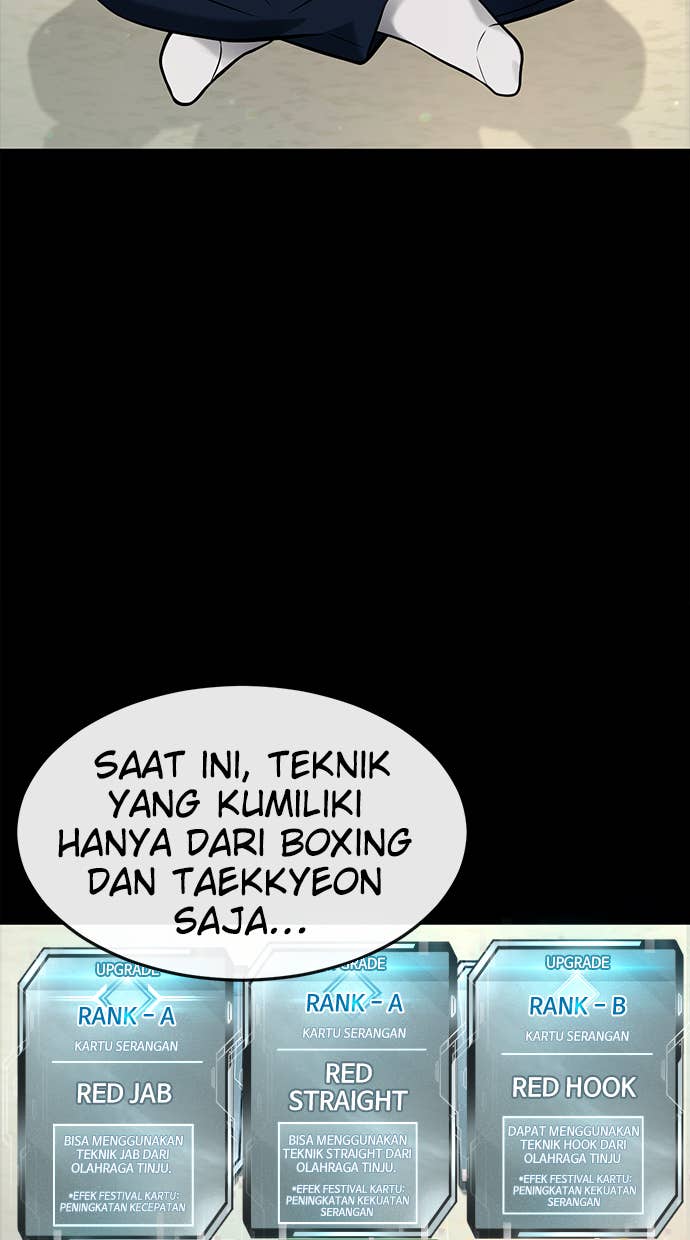 SAAT INI, TEKNIK
YANG KUMILIKI
HANYA DARI BOXING
DAN TAEKKYEON
SAJA...
UPGRADE
RANK - A
KARTU SERANGAN
RED JAB
BISA MENGGUNAKAN
TEKNIK JAB DARI
OLAHRAGA TINJU.
*EFEK FESTIVAL KARTU:
PENINGKATAN KECEPATAN
RANK - A
KARTU SERANGAN
RED
STRAIGHT
BISA MENGGUNAKAN
TEKNIK STRAIGHT DARI
OLAHRAGA TINJU.
*EFEK FESTIVAL KARTU:
PENINGKATAN KEKUATAN
SERANGAN
UPGRADE
RANK - B
KARTU SERANGAN
RED HOOK
DAPAT MENGGUNAKAN
TEKNIK HOOK DARI
OLAHRAGA TINJU.
*EFEK FESTIVAL KARTU:
PENINGKATAN KEKUATAN
SERANGAN